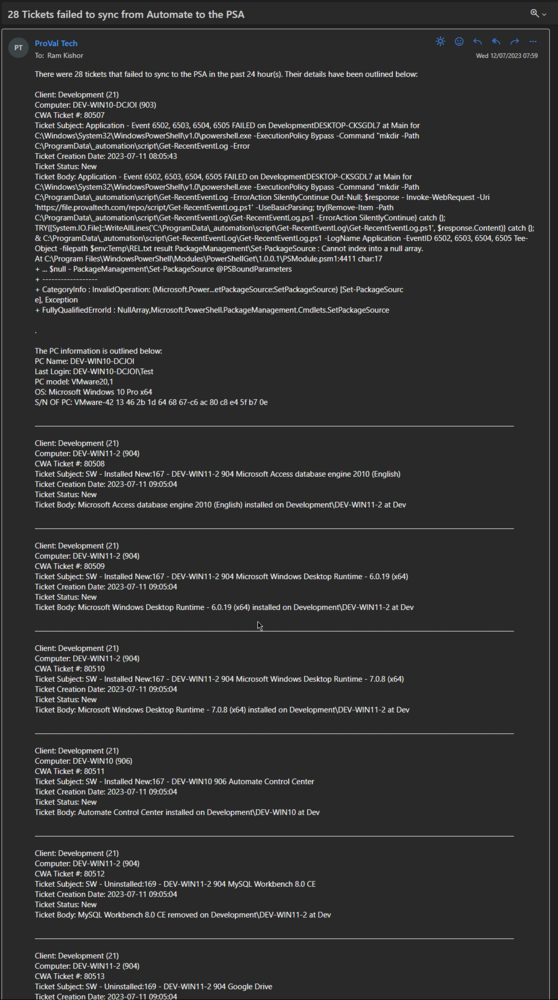 28 Tickets failed to sync from Automate to the PSA
PT
ProVal Tech
To: Ram Kishor
Wed 12/07/2023 07:59
There were 28 tickets that failed to sync to the PSA in the past 24 hour(s). Their details have been outlined below:
Client: Development (21)
Computer: DEV-WIN10-DCJOI (903)
CWA Ticket #: 80507
Ticket Subject: Application - Event 6502, 6503, 6504, 6505 FAILED on DevelopmentDESKTOP-CKSGDL7 at Main for
C:\Windows\System32\WindowsPowerShell\v1.0\powershell.exe -ExecutionPolicy Bypass -Command "mkdir -Path
C:\ProgramData\_automation\script\Get-RecentEventLog -Error
Ticket Creation Date: 2023-07-11 08:05:43
Ticket Status: New
Ticket Body: Application - Event 6502, 6503, 6504, 6505 FAILED on DevelopmentDESKTOP-CKSGDL7 at Main for
C:\Windows\System32\WindowsPowerShell\v1.0\powershell.exe -ExecutionPolicy Bypass -Command "mkdir -Path
C:\ProgramData\_automation\script\Get-RecentEventLog -ErrorAction SilentlyContinue Out-Null; $response - Invoke-WebRequest -Uri
'https://file.provaltech.com/repo/script/Get-RecentEventLog.ps1' -UseBasicParsing; try{Remove-Item -Path
C:\ProgramData\_automation\script\Get-RecentEventLog\Get-RecentEventLog.ps1 -ErrorAction SilentlyContinue} catch {};
TRY{[System.IO.File]::WriteAllLines('C:\ProgramData\_automation\script\Get-RecentEventLog\Get-RecentEventLog.ps1', $response.Content)} catch {};
& C:\ProgramData\_automation\script\Get-RecentEventLog\Get-RecentEventLog.ps1 -LogName Application -EventID 6502, 6503, 6504, 6505 Tee-
Object -filepath $env:Temp\REL.txt result PackageManagement\Set-PackageSource : Cannot index into a null array.
At C:\Program Files\WindowsPowerShell\Modules\PowerShellGet\1.0.0.1\PSModule.psm1:4411 char:17
+ ... $null - PackageManagement\Set-PackageSource @PSBoundParameters
+ ------------------
+ CategoryInfo : InvalidOperation: (Microsoft.Power...etPackageSource:SetPackageSource) [Set-PackageSourc
e], Exception
+ FullyQualifiedErrorId : NullArray,Microsoft.PowerShell.PackageManagement.Cmdlets.SetPackageSource
.
The PC information is outlined below:
PC Name: DEV-WIN10-DCJOI
Last Login: DEV-WIN10-DCJOI\Test
PC model: VMware20,1
OS: Microsoft Windows 10 Pro x64
S/N OF PC: VMware-42 13 46 2b 1d 64 68 67-c6 ac 80 c8 e4 5f b7 0e
Client: Development (21)
Computer: DEV-WIN11-2 (904)
CWA Ticket #: 80508
Ticket Subject: SW - Installed New:167 - DEV-WIN11-2 904 Microsoft Access database engine 2010 (English)
Ticket Creation Date: 2023-07-11 09:05:04
Ticket Status: New
Ticket Body: Microsoft Access database engine 2010 (English) installed on Development\DEV-WIN11-2 at Dev
Client: Development (21)
Computer: DEV-WIN11-2 (904)
CWA Ticket #: 80509
Ticket Subject: SW - Installed New:167 - DEV-WIN11-2 904 Microsoft Windows Desktop Runtime - 6.0.19 (x64)
Ticket Creation Date: 2023-07-11 09:05:04
Ticket Status: New
Ticket Body: Microsoft Windows Desktop Runtime - 6.0.19 (x64) installed on Development\DEV-WIN11-2 at Dev
Client: Development (21)
Computer: DEV-WIN11-2 (904)
CWA Ticket #: 80510
Ticket Subject: SW - Installed New:167 - DEV-WIN11-2 904 Microsoft Windows Desktop Runtime - 7.0.8 (x64)
Ticket Creation Date: 2023-07-11 09:05:04
Ticket Status: New
Ticket Body: Microsoft Windows Desktop Runtime - 7.0.8 (x64) installed on Development\DEV-WIN11-2 at Dev
Client: Development (21)
Computer: DEV-WIN10 (906)
CWA Ticket #: 80511
Ticket Subject: SW - Installed New:167 - DEV-WIN10 906 Automate Control Center
Ticket Creation Date: 2023-07-11 09:05:04
Ticket Status: New
Ticket Body: Automate Control Center installed on Development\DEV-WIN10 at Dev
Client: Development (21)
Computer: DEV-WIN11-2 (904)
CWA Ticket #: 80512
Ticket Subject: SW - Uninstalled:169 - DEV-WIN11-2 904 MySQL Workbench 8.0 CE
Ticket Creation Date: 2023-07-11 09:05:04
Ticket Status: New
Ticket Body: MySQL Workbench 8.0 CE removed on Development\DEV-WIN11-2 at Dev
Client: Development (21)
Computer: DEV-WIN11-2 (904)
CWA Ticket #: 80513
Ticket Subject: SW - Uninstalled:169 - DEV-WIN11-2 904 Google Drive
Ticket Creation Date: 2023-07-11 09:05:04